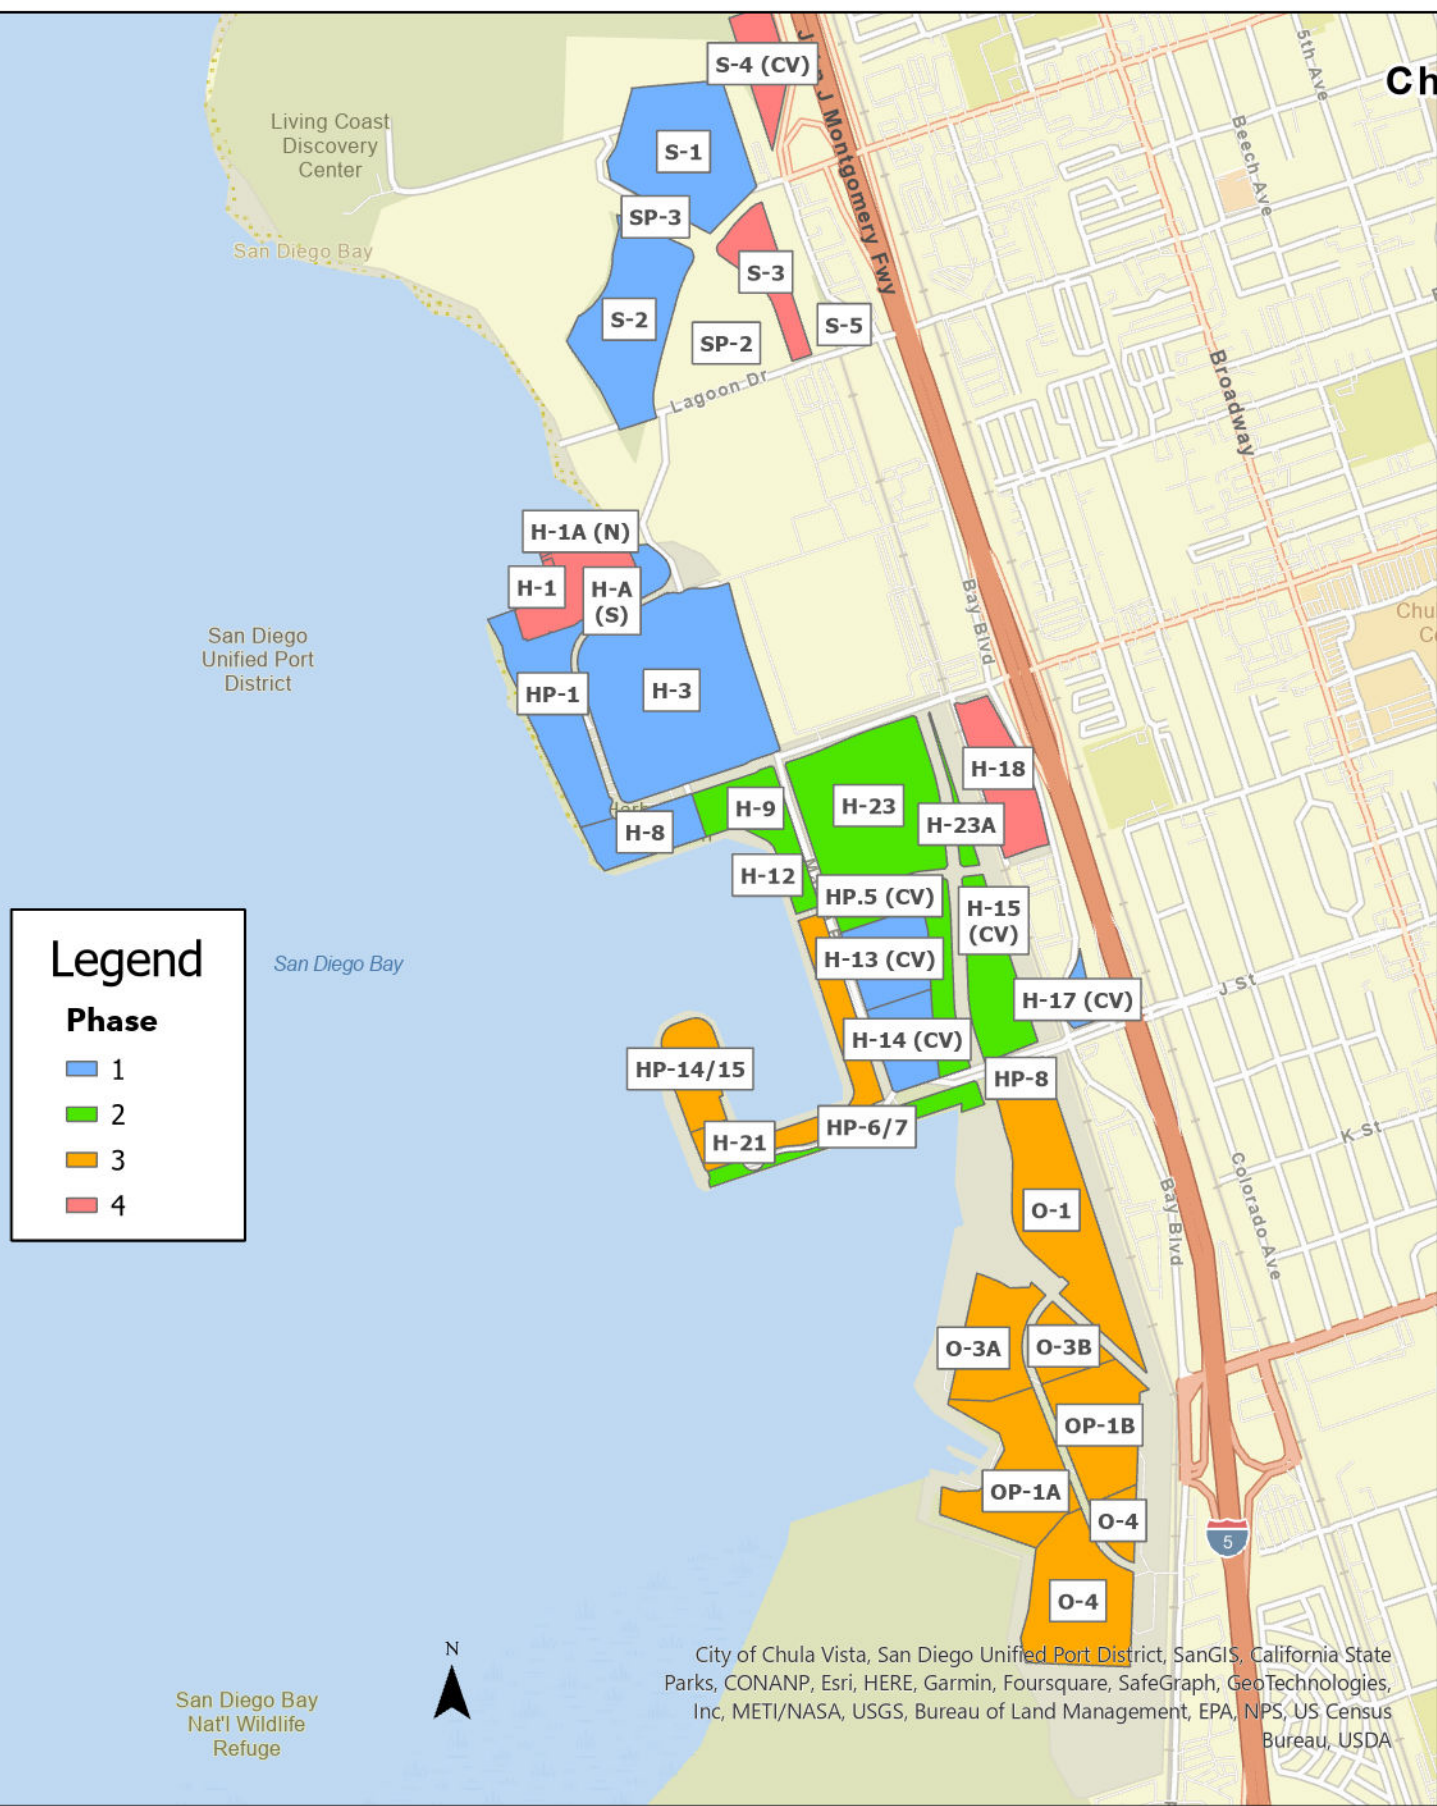 S-4 (CV)
John J Montgomery Fwy
5th Ave
Ch
Beech Ave
Living Coast
Discovery
Center
S-1
SP-3
San Diego Bay
S-3
S-2
SP-2
S-5
Lagoon Dr
Broadway
H-1A (N)
H-1
H-A
(S)
Bay Blvd
Chu
C
San Diego
Unified Port
District
HP-1
H-3
H-18
H-9
H-23
H-23A
H-8
H-12
HP.5 (CV)
H-15
(CV)
H-13 (CV)
Legend
San Diego Bay
J St
H-17 (CV)
Phase
1
2
3
4
H-14 (CV)
HP-14/15
HP-8
HP-6/7
H-21
K St
Colorado Ave
Bay Blvd
O-1
O-3A
O-3B
OP-1B
OP-1A
O-4
5
O-4
N
City of Chula Vista, San Diego Unified Port District, SanGIS, California State
Parks, CONANP, Esri, HERE, Garmin, Foursquare, SafeGraph, GeoTechnologies,
Inc, METI/NASA, USGS, Bureau of Land Management, EPA, NPS, US Census
Bureau, USDA
San Diego Bay
Nat'l Wildlife
Refuge